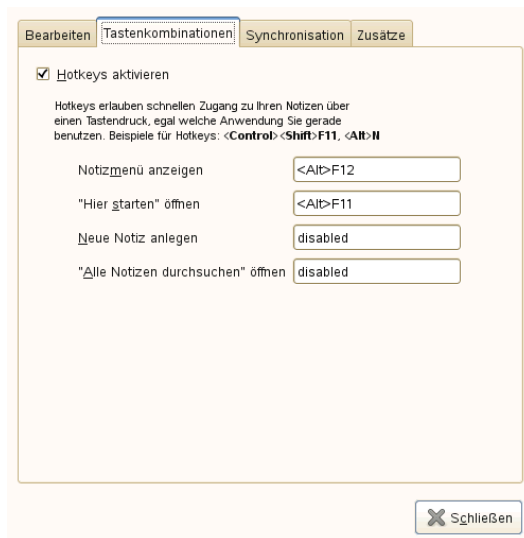 Bearbeiten Tastenkombinationen Synchronisation Zusätze
Hotkeys aktivieren
Hotkeys erlauben schnellen Zugang zu Ihren Notizen über
einen Tastendruck, egal welche Anwendung Sie gerade
benutzen. Beispiele für Hotkeys: <Control><Shift>F11, <Alt>N
Notizmenü anzeigen <Alt>F12
"Hier starten" öffnen <Alt>F11
Neue Notiz anlegen disabled
"Alle Notizen durchsuchen" öffnen disabled
Schließen